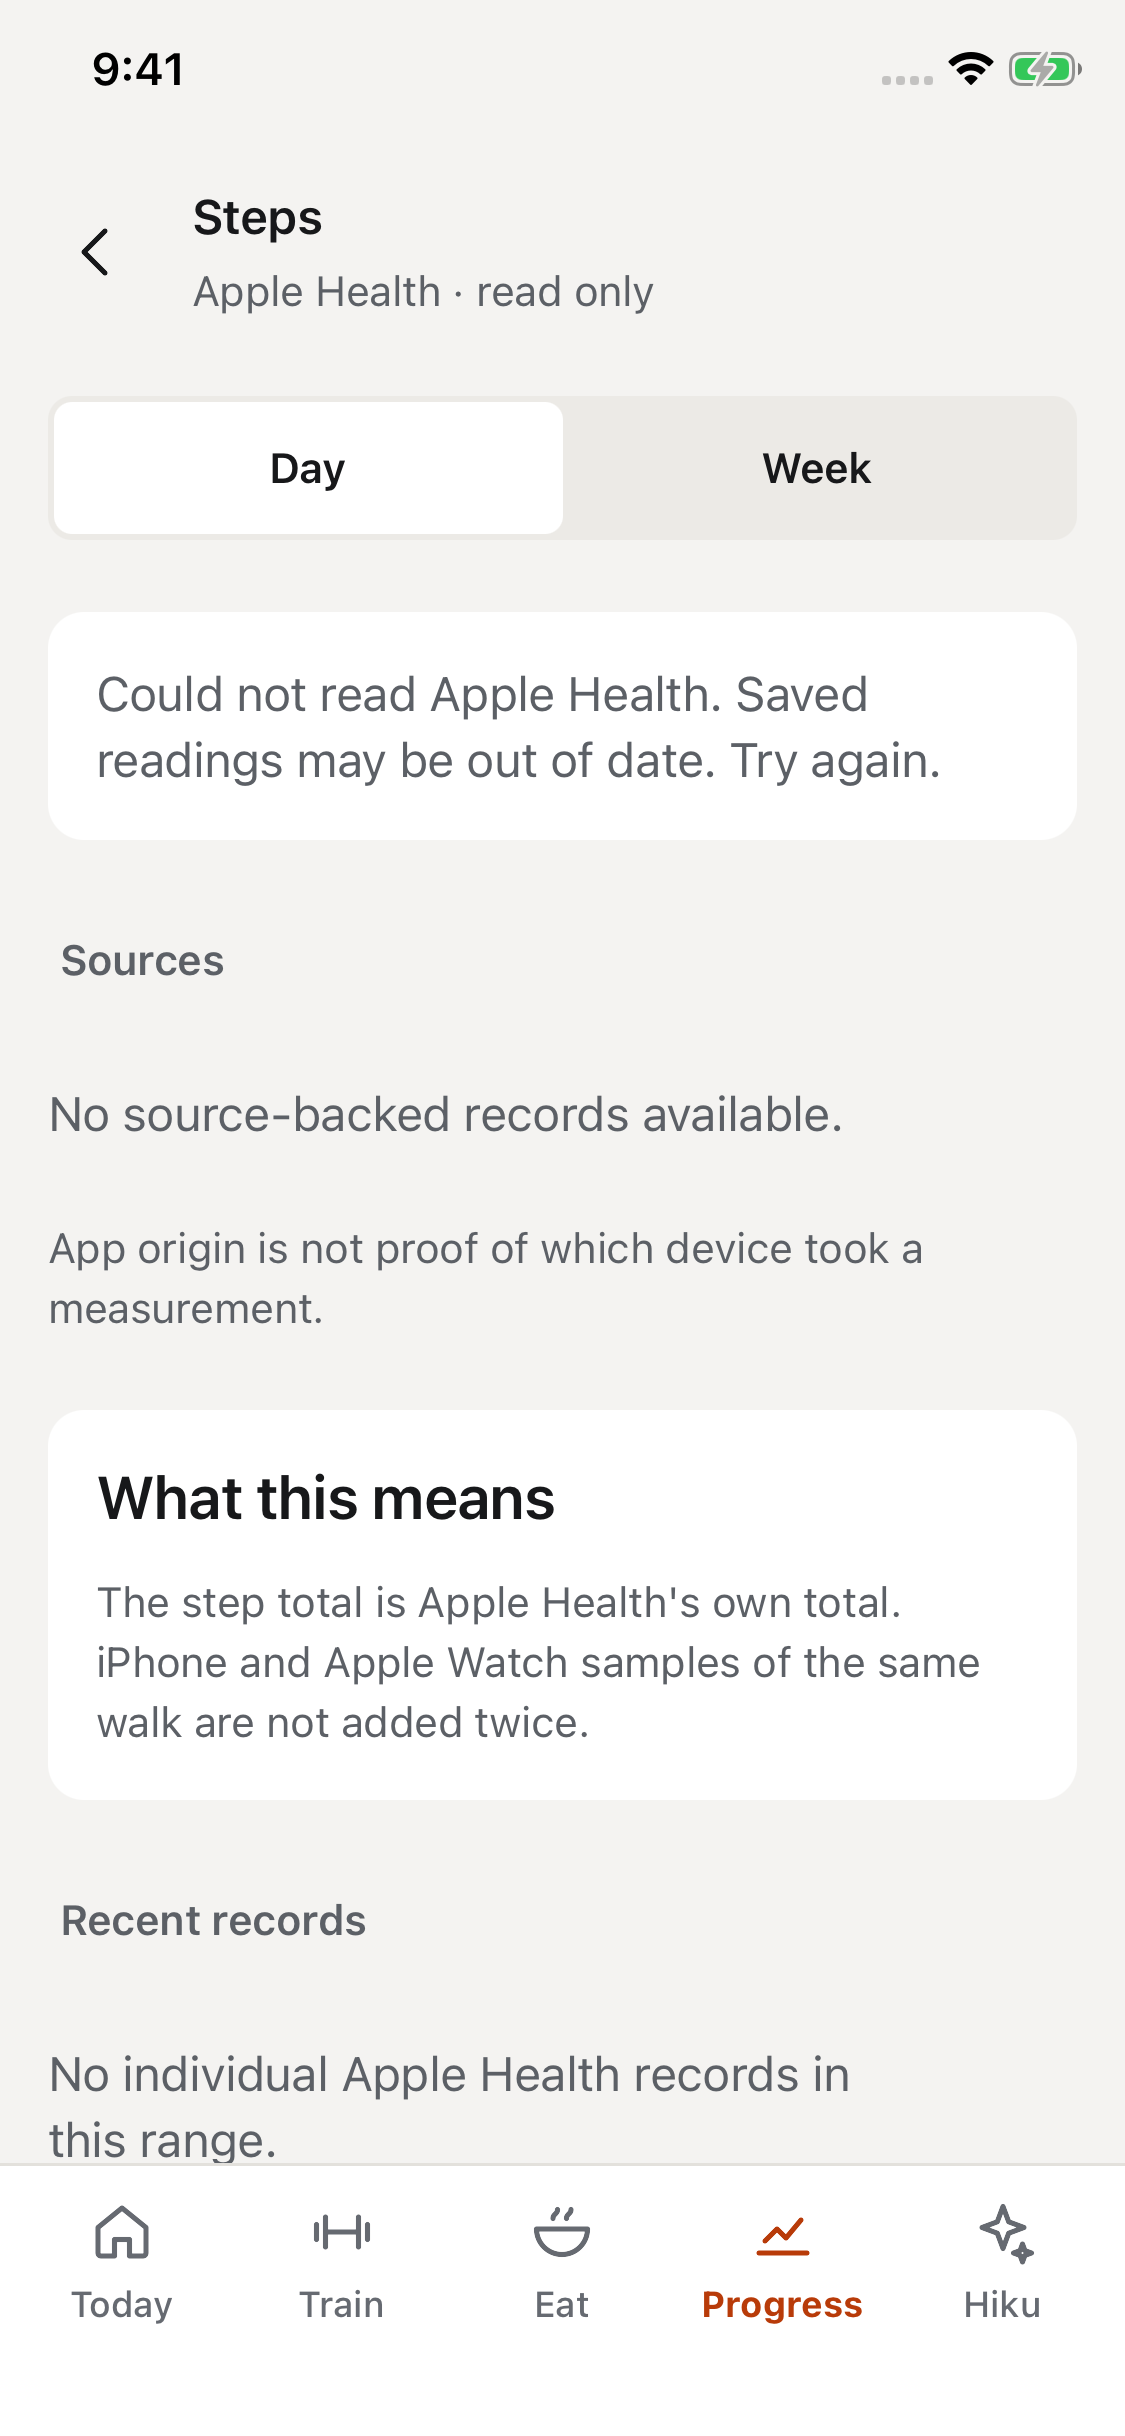 9:41
Steps
Apple Health · read only
Day
Week
Could not read Apple Health. Saved
readings may be out of date. Try again.
Sources
No source-backed records available.
App origin is not proof of which device took a
measurement.
What this means
The step total is Apple Health's own total.
iPhone and Apple Watch samples of the same
walk are not added twice.
Recent records
No individual Apple Health records in
this range.
Today
Train
Eat
Progress
Hiku